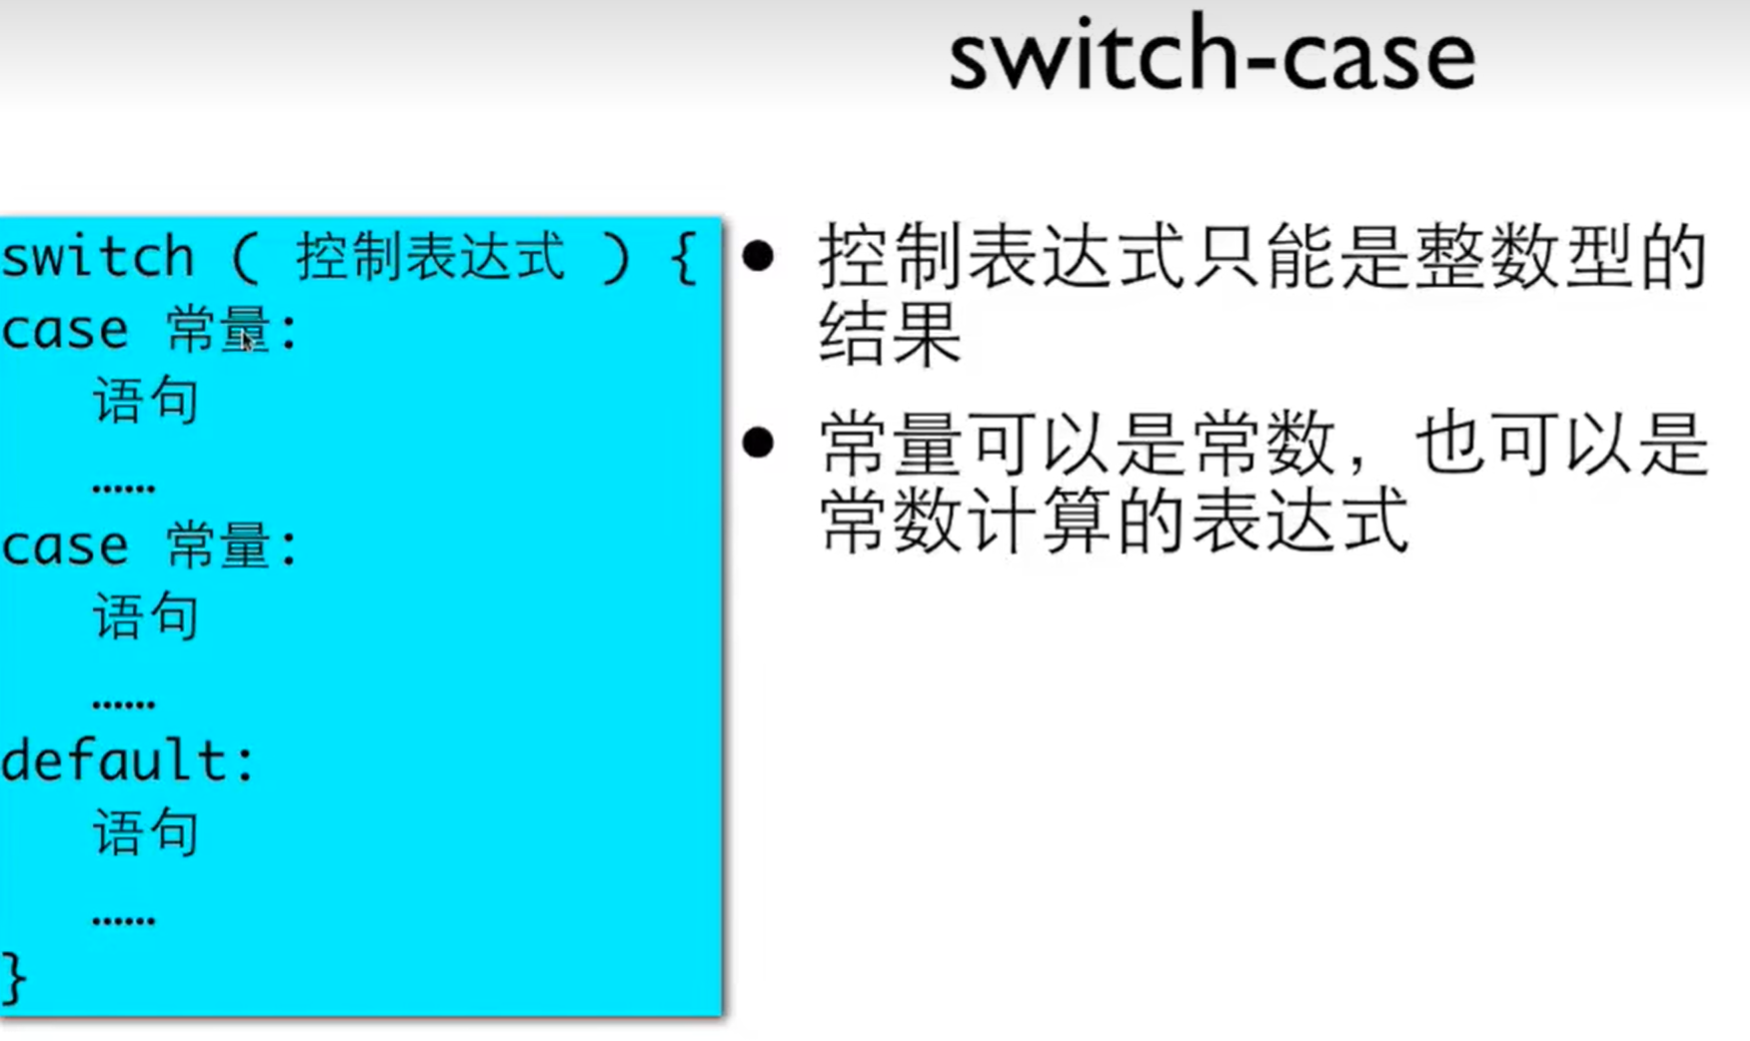 switch-case
switch ( 控制表达式 ) {
case 常量:
语句
……
case 常量:
语句
……
default:
语句
……
}
● 控制表达式只能是整数型的
结果
● 常量可以是常数，也可以是
常数计算的表达式